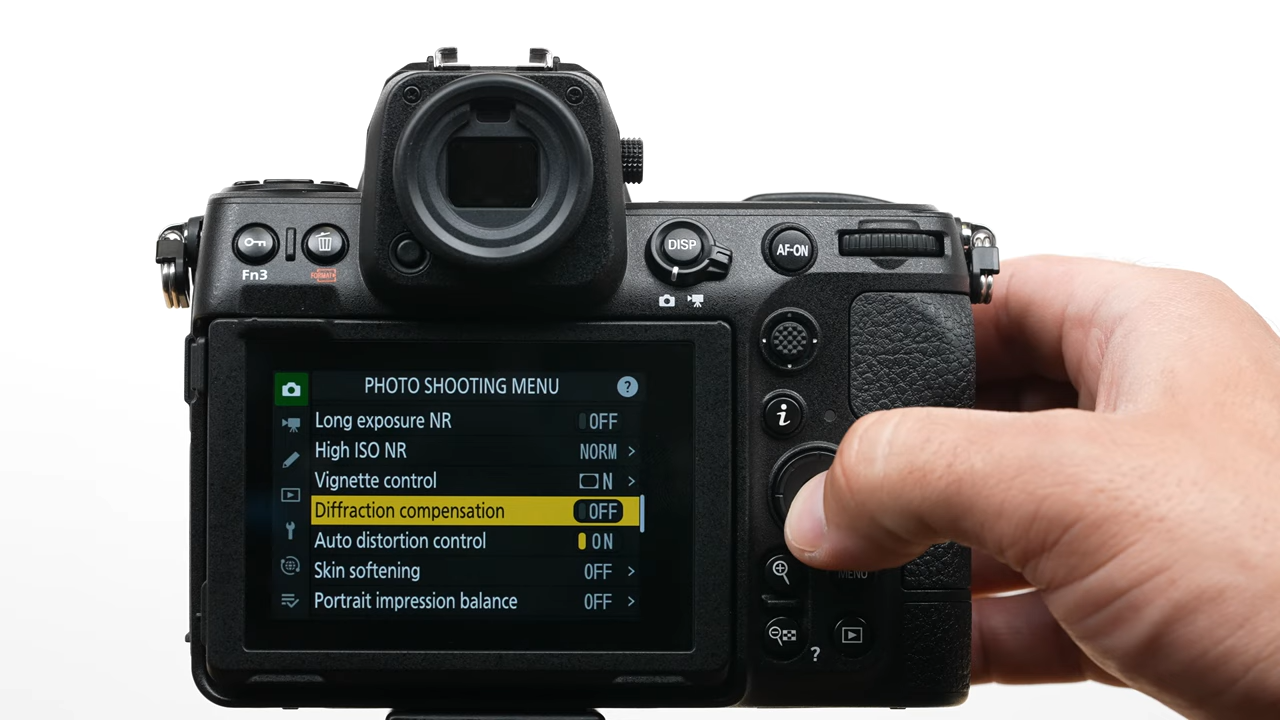 DISP
AF-ON
Fn3
FORMAT
PHOTO SHOOTING MENU ?
Long exposure NR OFF
High ISO NR NORM >
Vignette control N >
Diffraction compensation OFF
Auto distortion control ON
Skin softening OFF >
Portrait impression balance OFF >
i
MENU
?